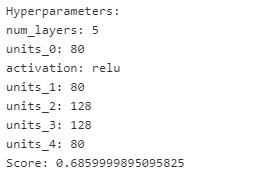 Hyperparameters:
num_layers: 5
units_0: 80
activation: relu
units_1: 80
units_2: 128
units_3: 128
units_4: 80
Score: 0.6859999895095825